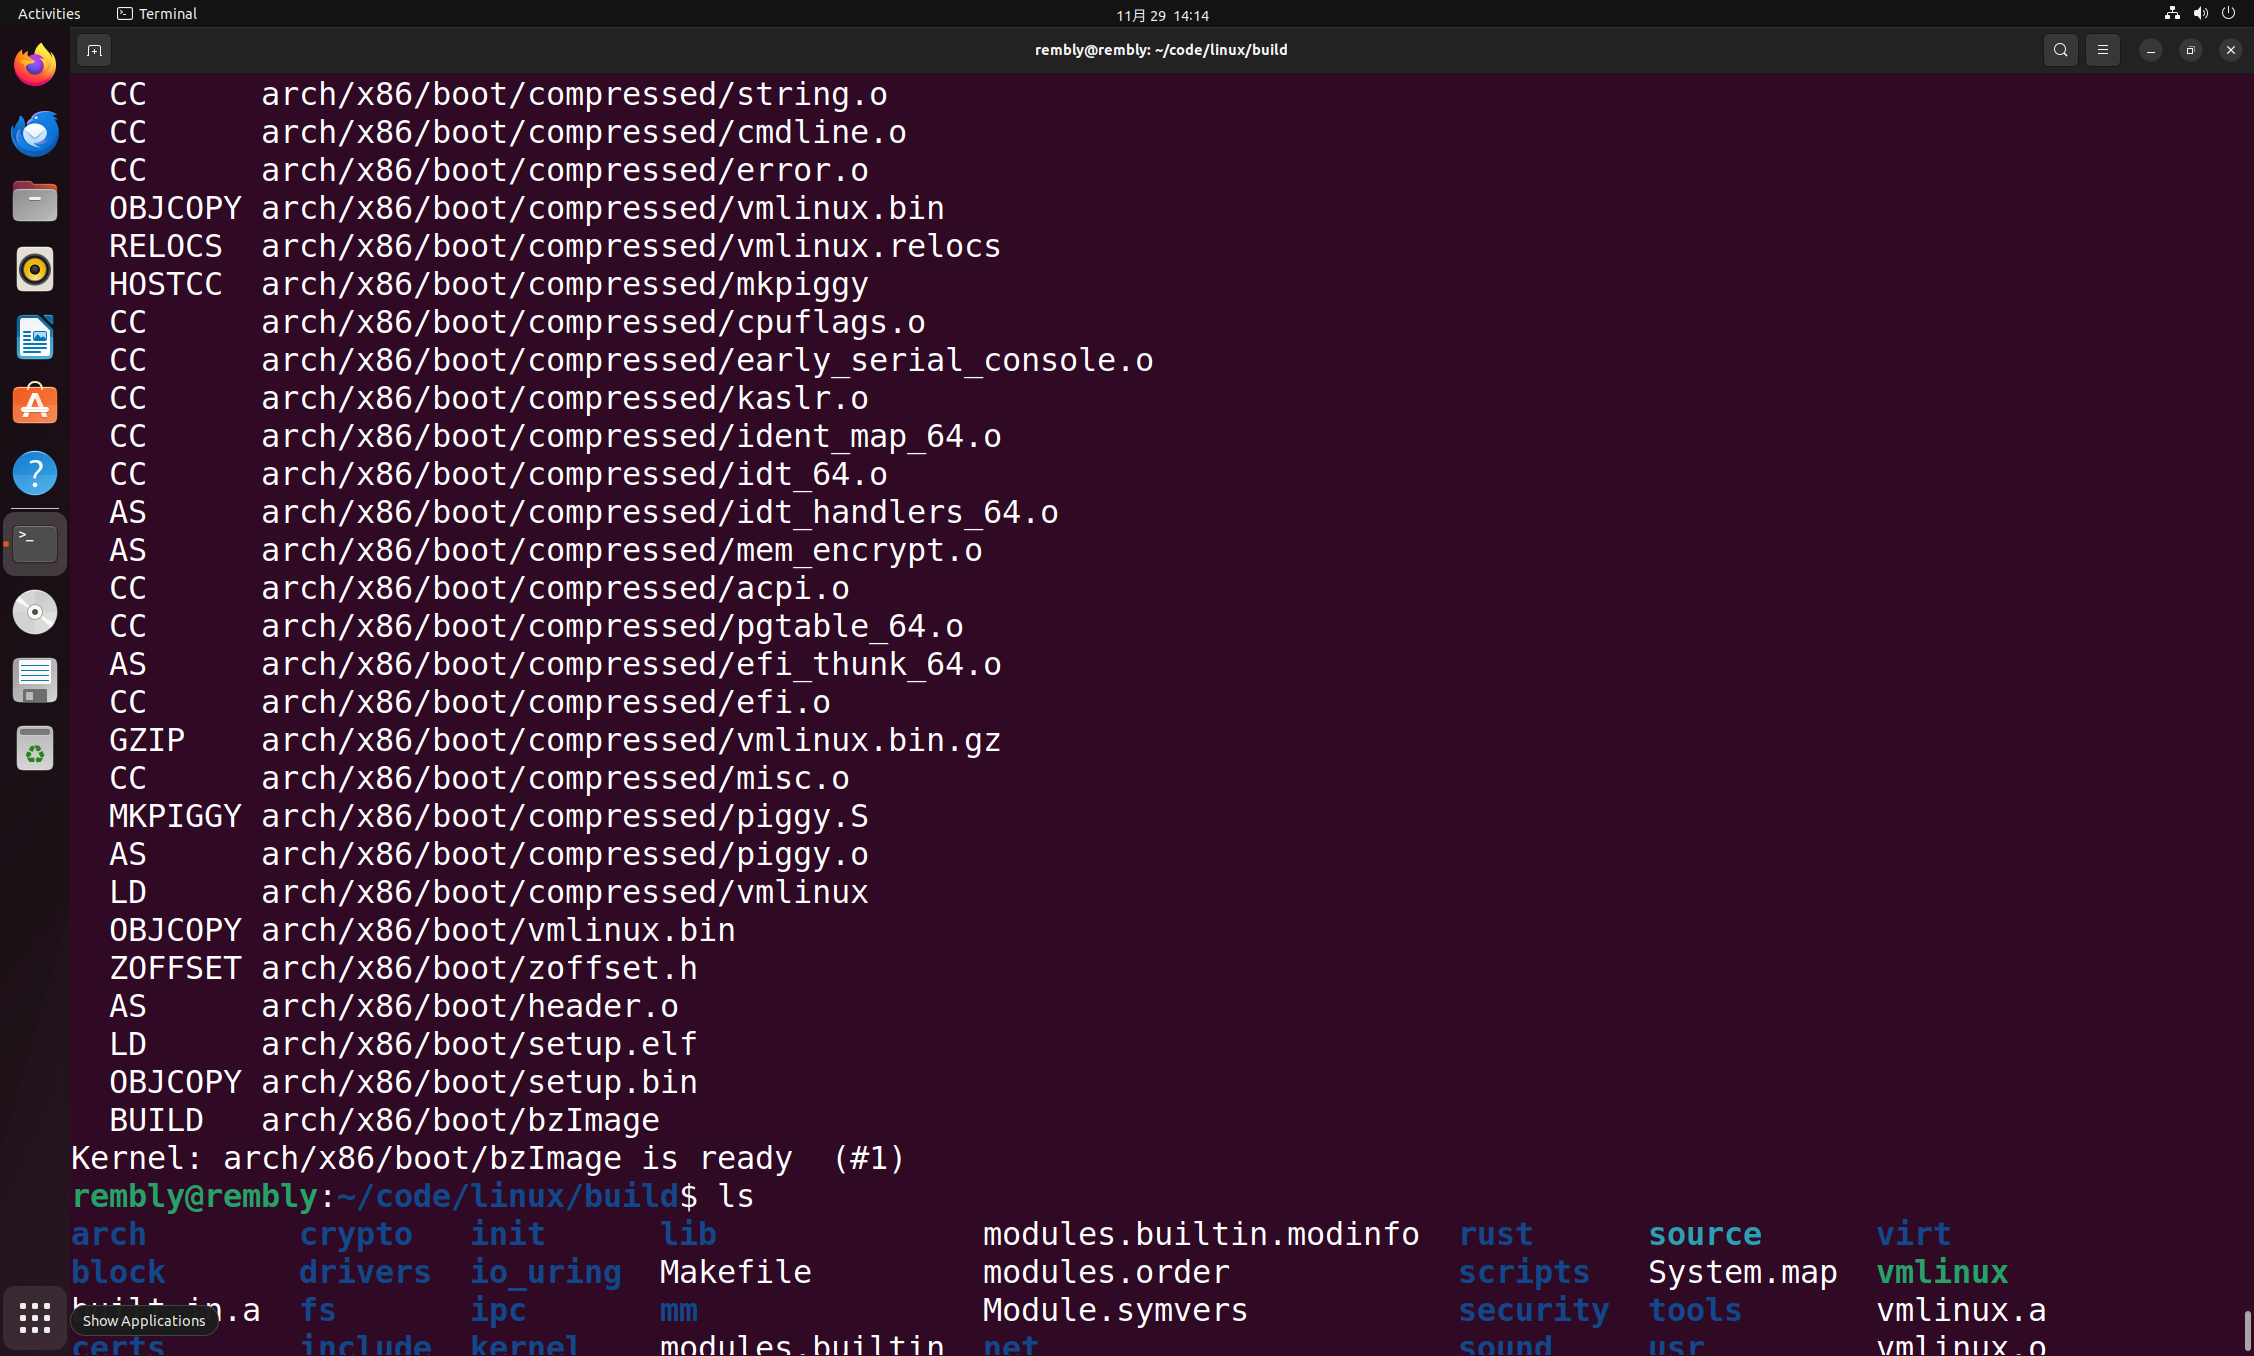 Activities Terminal 11月 29 14:14
rembly@rembly: ~/code/linux/build
CC arch/x86/boot/compressed/string.o
CC arch/x86/boot/compressed/cmdline.o
CC arch/x86/boot/compressed/error.o
OBJCOPY arch/x86/boot/compressed/vmlinux.bin
RELOCS arch/x86/boot/compressed/vmlinux.relocs
HOSTCC arch/x86/boot/compressed/mkpiggy
CC arch/x86/boot/compressed/cpuflags.o
CC arch/x86/boot/compressed/early_serial_console.o
CC arch/x86/boot/compressed/kaslr.o
CC arch/x86/boot/compressed/ident_map_64.o
CC arch/x86/boot/compressed/idt_64.o
AS arch/x86/boot/compressed/idt_handlers_64.o
AS arch/x86/boot/compressed/mem_encrypt.o
CC arch/x86/boot/compressed/acpi.o
CC arch/x86/boot/compressed/pgtable_64.o
AS arch/x86/boot/compressed/efi_thunk_64.o
CC arch/x86/boot/compressed/efi.o
GZIP arch/x86/boot/compressed/vmlinux.bin.gz
CC arch/x86/boot/compressed/misc.o
MKPIGGY arch/x86/boot/compressed/piggy.S
AS arch/x86/boot/compressed/piggy.o
LD arch/x86/boot/compressed/vmlinux
OBJCOPY arch/x86/boot/vmlinux.bin
ZOFFSET arch/x86/boot/zoffset.h
AS arch/x86/boot/header.o
LD arch/x86/boot/setup.elf
OBJCOPY arch/x86/boot/setup.bin
BUILD arch/x86/boot/bzImage
Kernel: arch/x86/boot/bzImage is ready (#1)
rembly@rembly:~/code/linux/build$ ls
arch crypto init lib modules.builtin.modinfo rust source virt
block drivers io_uring Makefile modules.order scripts System.map vmlinux
built-in.a fs ipc mm Module.symvers security tools vmlinux.a
Show Applications
certs include kernel modules.builtin net sound usr vmlinux.o